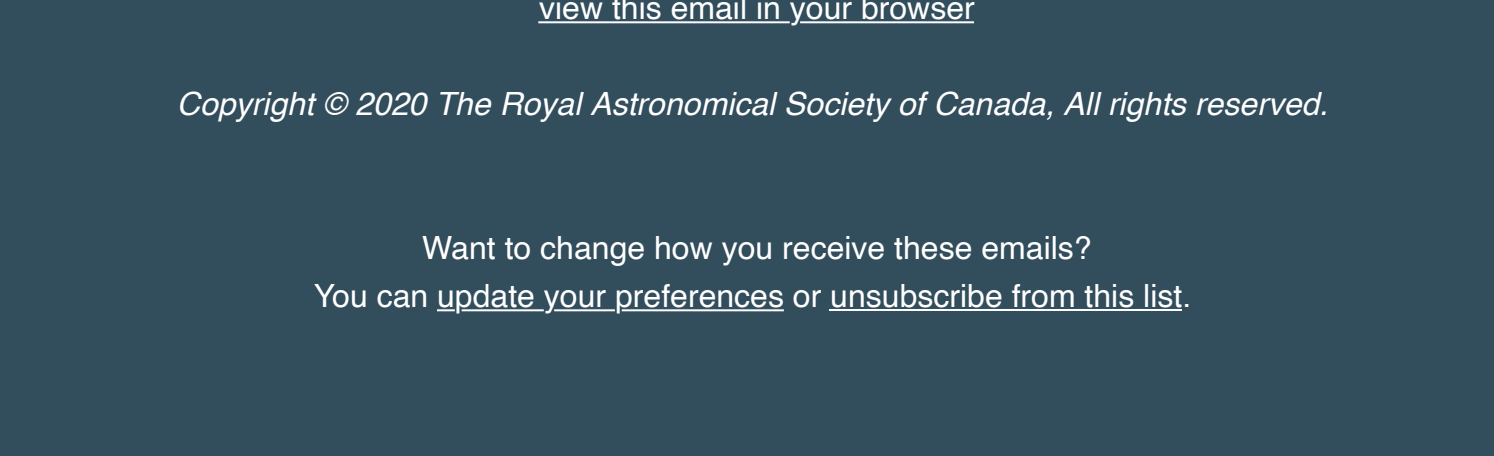 view this email in your browser
Copyright © 2020 The Royal Astronomical Society of Canada, All rights reserved.
Want to change how you receive these emails?
You can update your preferences or unsubscribe from this list.